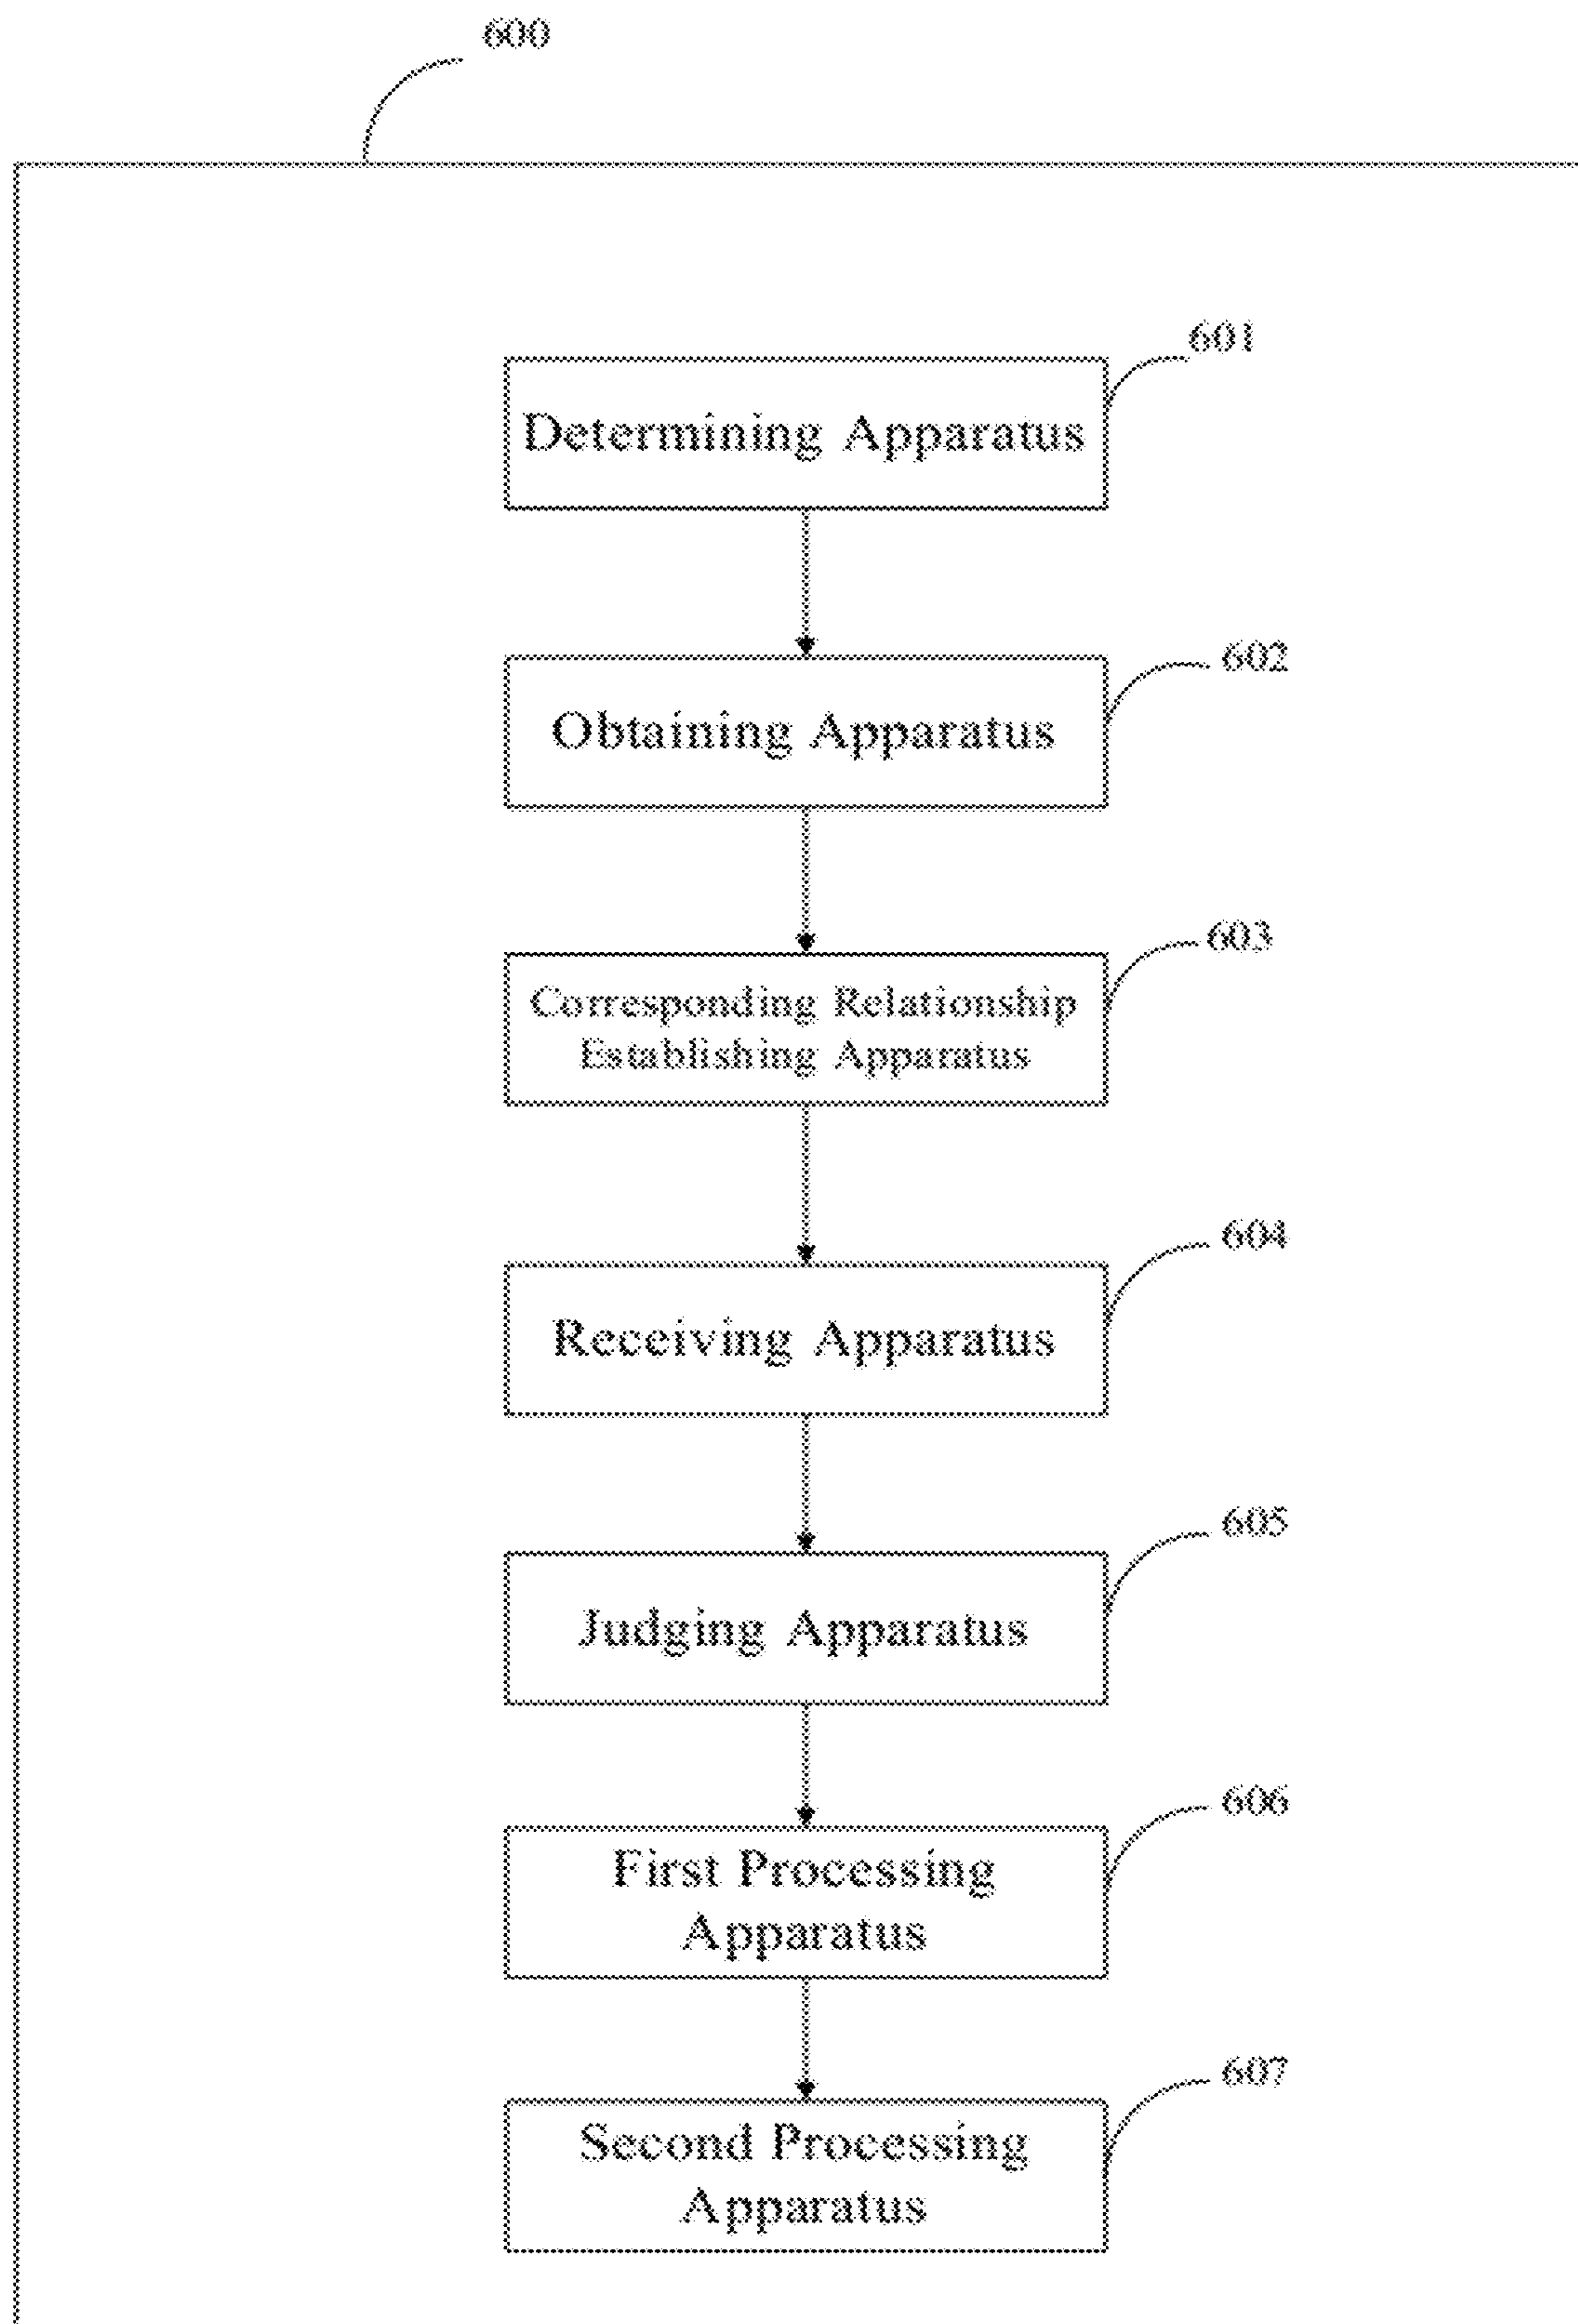 600
601
Determining Apparatus
602
Obtaining Apparatus
603
Corresponding Relationship
Establishing Apparatus
604
Receiving Apparatus
605
Judging Apparatus
606
First Processing
Apparatus
607
Second Processing
Apparatus